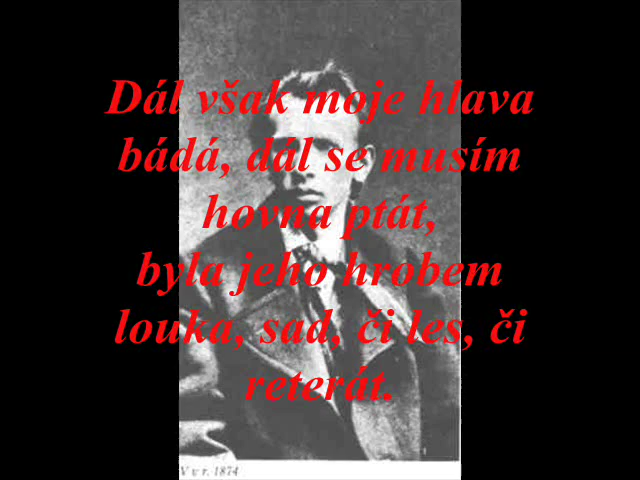 Dál však moje hlava
bádá, dál se musím
hovna ptát,
byla jeho hrobem
louka, sad, či les, či
reterát.
V v r. 1874